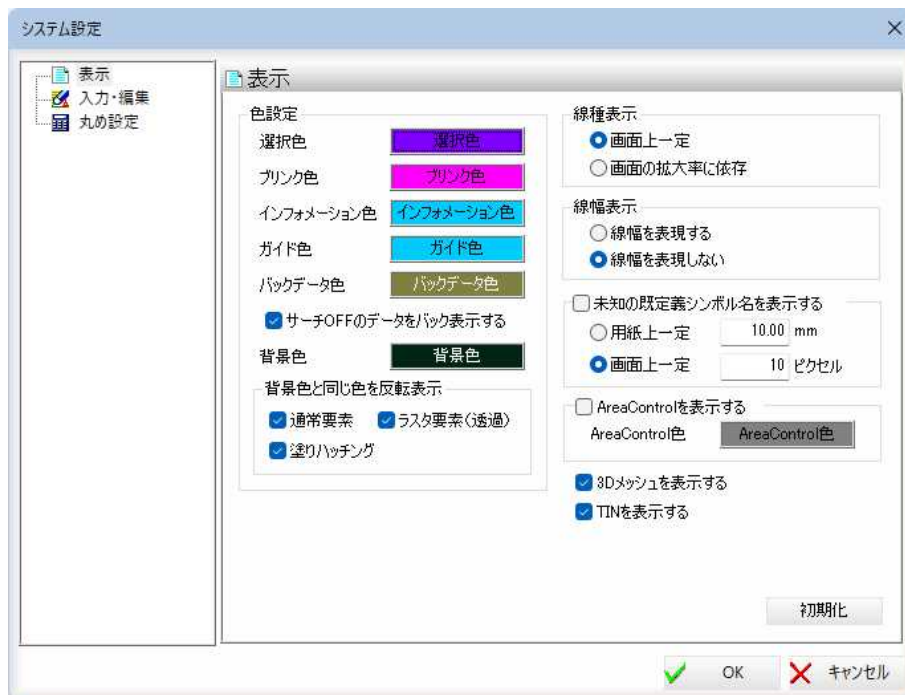 システム設定
表示
入力・編集
丸め設定
表示
色設定
選択色 選択色
ブリンク色 ブリンク色
インフォメーション色 インフォメーション色
ガイド色 ガイド色
バックデータ色 バックデータ色
サーチOFFのデータをバック表示する
背景色 背景色
背景色と同じ色を反転表示
通常要素 ラスタ要素(透過)
塗りハッチング
線種表示
画面上一定
画面の拡大率に依存
線幅表示
線幅を表現する
線幅を表現しない
未知の既定義シンボル名を表示する
用紙上一定 10.00 mm
画面上一定 10 ピクセル
AreaControlを表示する
AreaControl色 AreaControl色
3Dメッシュを表示する
TINを表示する
初期化
OK キャンセル